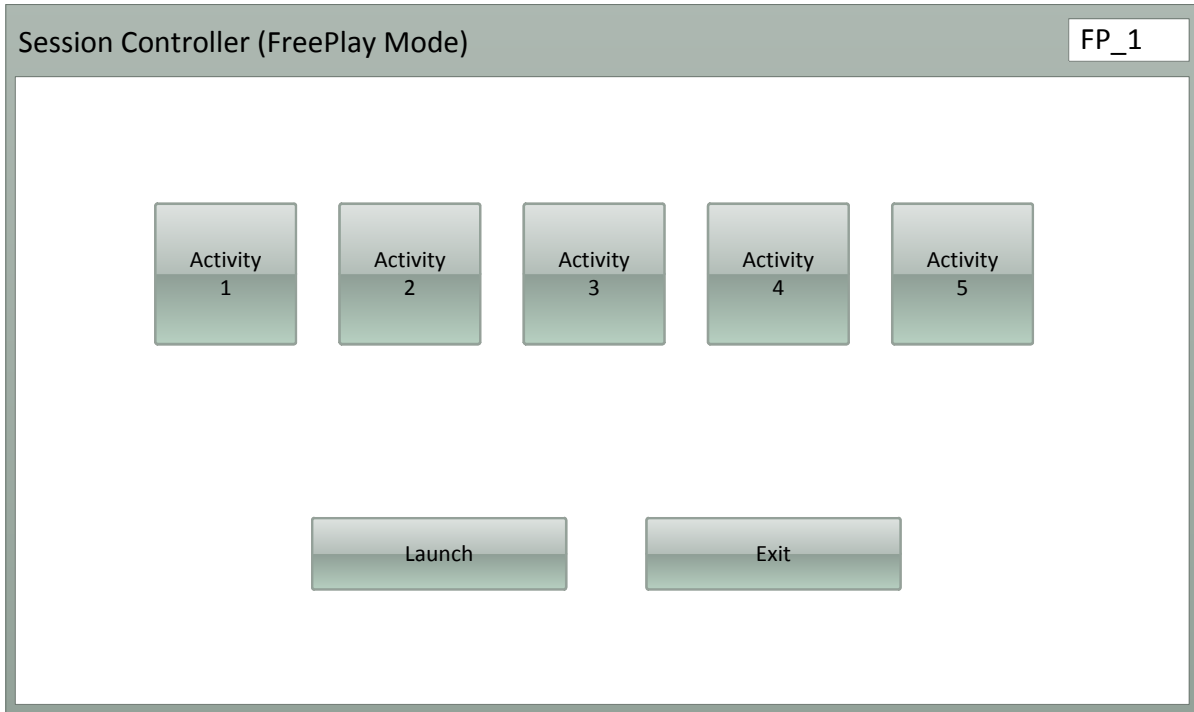 Session Controller (FreePlay Mode)
FP_1
Activity
1
Activity
2
Activity
3
Activity
4
Activity
5
Launch
Exit